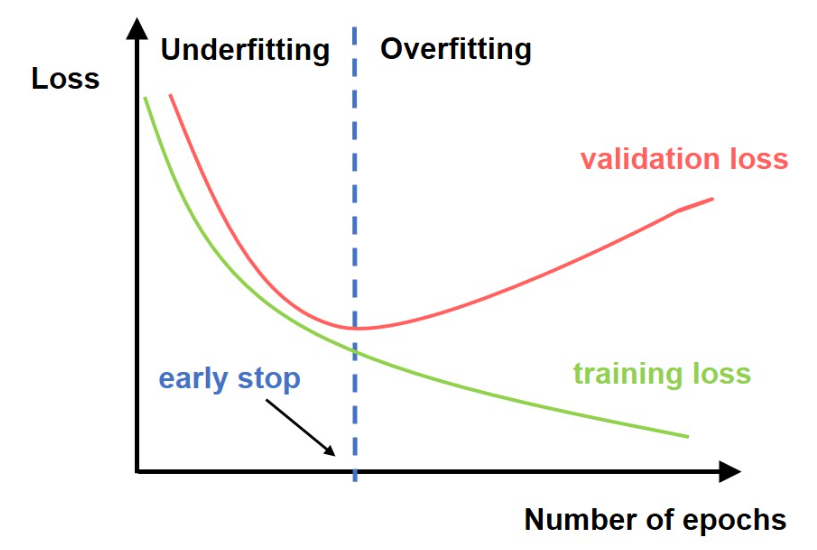 Underfitting
Overfitting
Loss
validation loss
training loss
early stop
Number of epochs